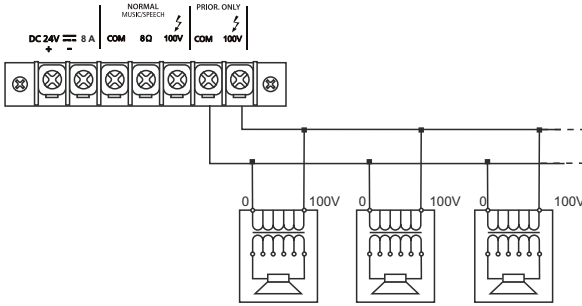 NORMAL
MUSIC/SPEECH
PRIOR. ONLY
DC 24V 8 A COM 8Ω 100V COM 100V
+ -
0 100V 0 100V 0 100V